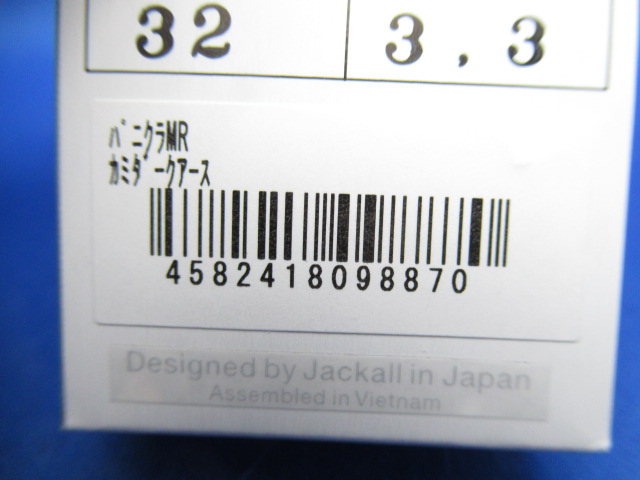 32
3.3
ﾊﾞﾆｸﾗMR
ｶﾐﾀﾞｰｸｱｰｽ
4582418098870
Designed by Jackall in Japan
Assembled in Vietnam